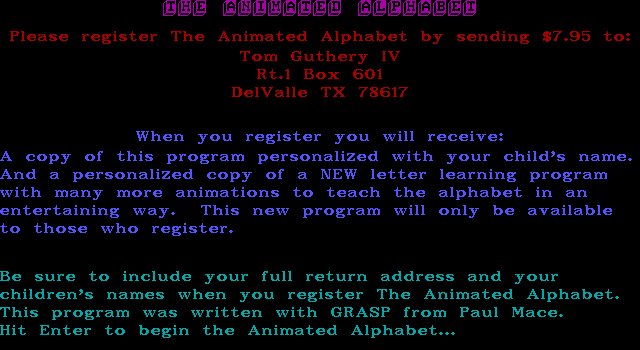 THE ANIMATED ALPHABET
Please register The Animated Alphabet by sending $7.95 to:
Tom Guthery IV
Rt.1 Box 601
DelValle TX 78617
When you register you will receive:
A copy of this program personalized with your child's name.
And a personalized copy of a NEW letter learning program
with many more animations to teach the alphabet in an
entertaining way.  This new program will only be available
to those who register.
Be sure to include your full return address and your
children's names when you register The Animated Alphabet.
This program was written with GRASP from Paul Mace.
Hit Enter to begin the Animated Alphabet...